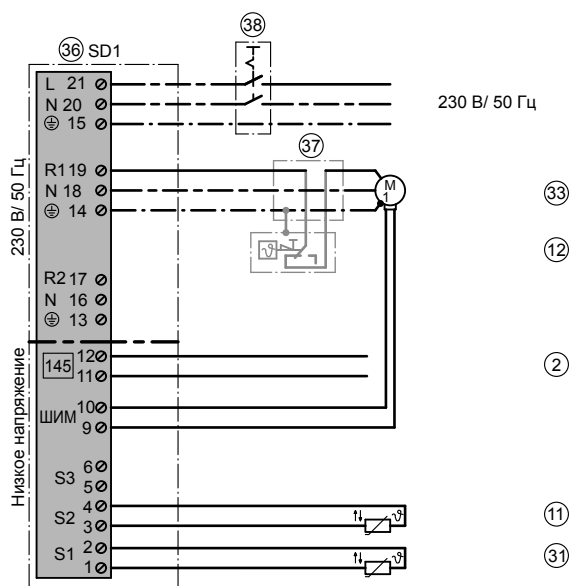 38
36 SD1
L 21
N 20
15
230 В/ 50 Гц
230 В/ 50 Гц
37
R1 19
N 18
14
M
1
33
12
ϑ
R2 17
N 16
13
Низкое напряжение
145
12
11
2
ШИМ
10
9
S3
6
5
S2
4
3
ϑ
11
S1
2
1
ϑ
31